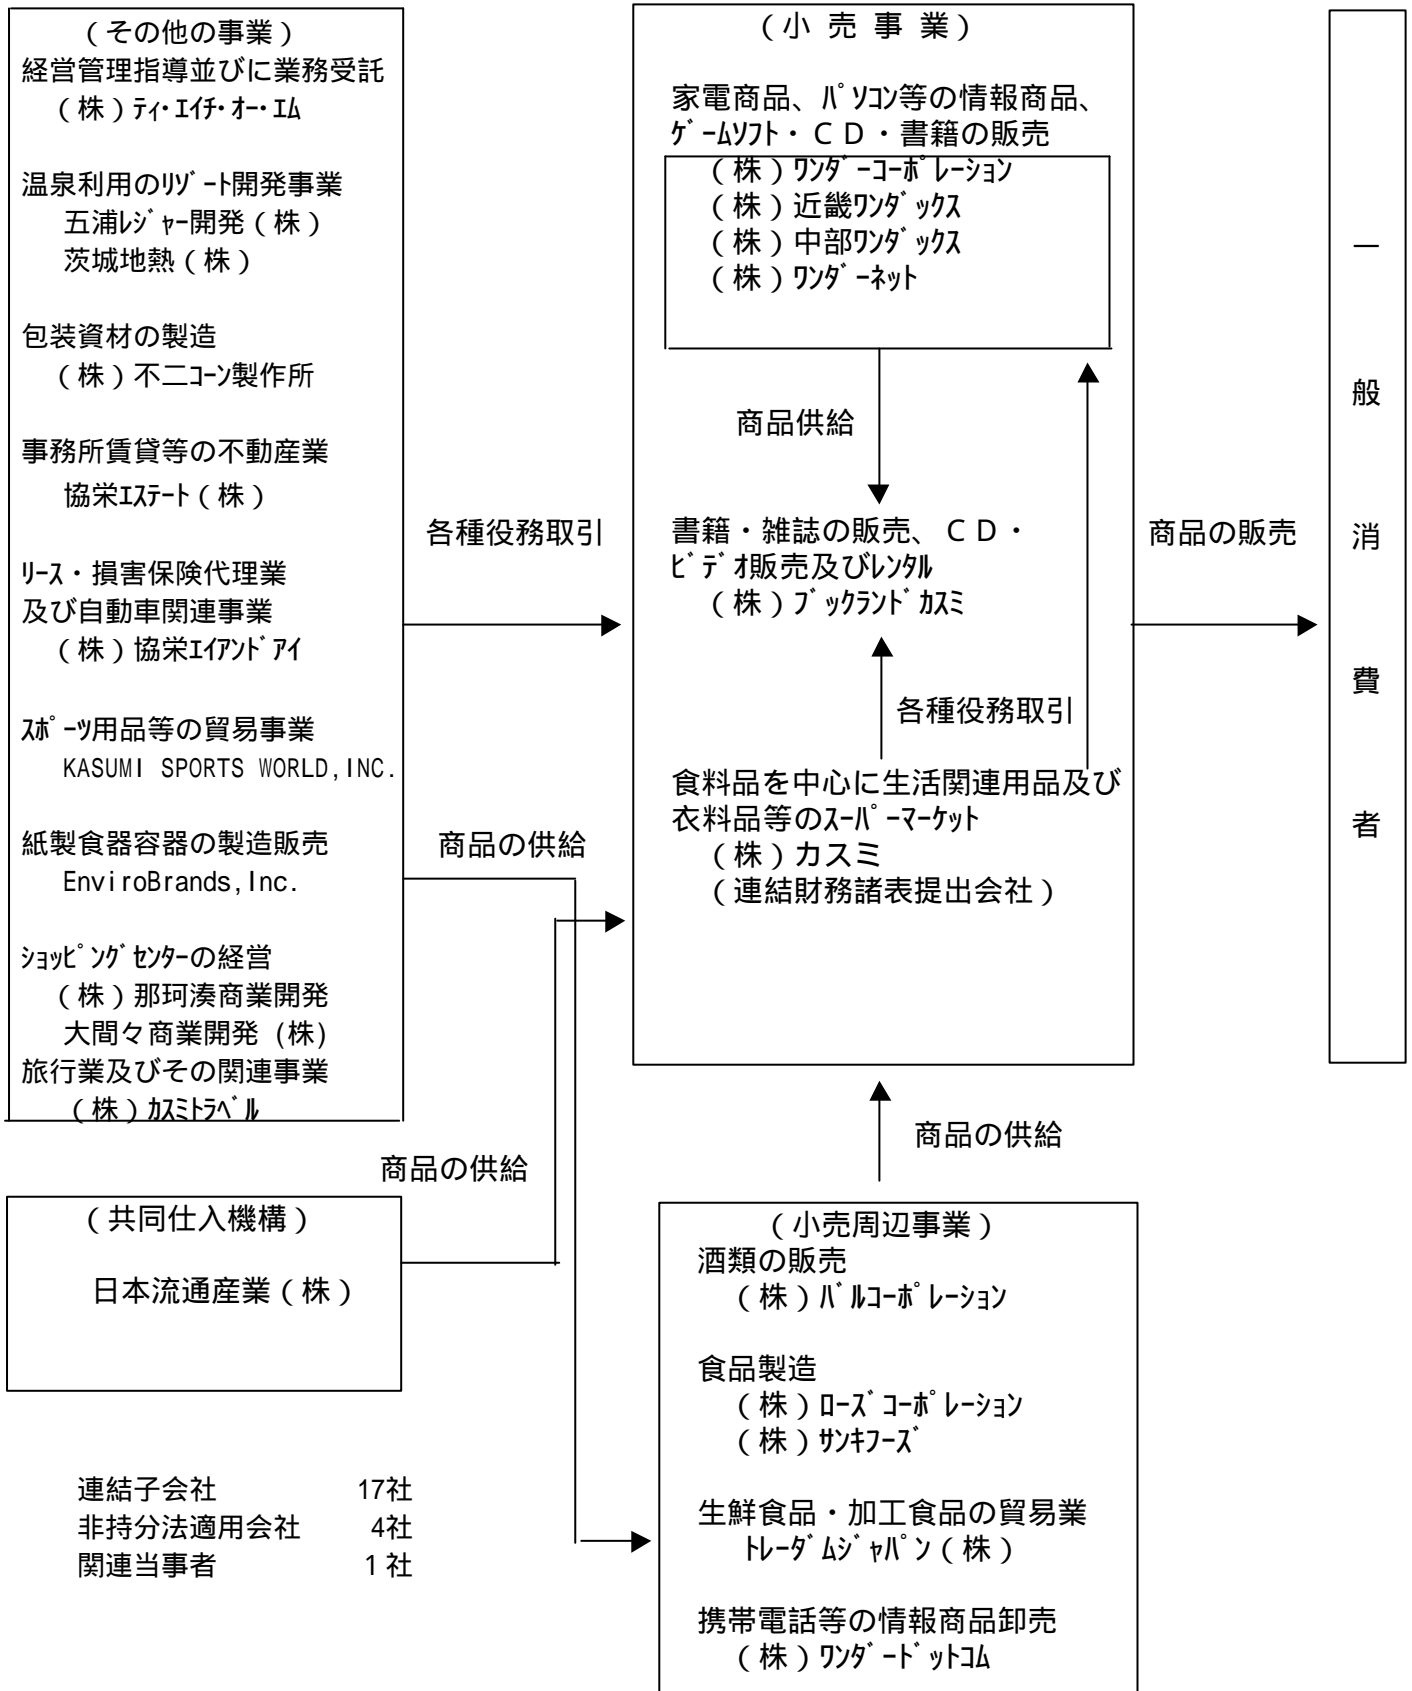 （その他の事業）
経営管理指導並びに業務受託
（株）ﾃｨ･ｴｲﾁ･ｵｰ･ｴﾑ
温泉利用のﾘｿﾞｰﾄ開発事業
五浦ﾚｼﾞｬｰ開発（株）
茨城地熱（株）
包装資材の製造
（株）不二ｺｰﾝ製作所
事務所賃貸等の不動産業
協栄ｴｽﾃｰﾄ（株）
ﾘｰｽ・損害保険代理業
及び自動車関連事業
（株）協栄ｴｲｱﾝﾄﾞｱｲ
ｽﾎﾟｰﾂ用品等の貿易事業
KASUMI SPORTS WORLD,INC.
紙製食器容器の製造販売
EnviroBrands,Inc.
ｼｮｯﾋﾟﾝｸﾞｾﾝﾀｰの経営
（株）那珂湊商業開発
大間々商業開発 (株)
旅行業及びその関連事業
（株）ｶｽﾐﾄﾗﾍﾞﾙ
各種役務取引
商品の供給
商品の供給
（共同仕入機構）
日本流通産業（株）
連結子会社 17社
非持分法適用会社 4社
関連当事者 1社
（小 売 事 業）
家電商品、ﾊﾟｿｺﾝ等の情報商品、
ｹﾞｰﾑｿﾌﾄ・ＣＤ・書籍の販売
（株）ﾜﾝﾀﾞｰｺｰﾎﾟﾚｰｼｮﾝ
（株）近畿ﾜﾝﾀﾞｯｸｽ
（株）中部ﾜﾝﾀﾞｯｸｽ
（株）ﾜﾝﾀﾞｰﾈｯﾄ
商品供給
書籍・雑誌の販売、ＣＤ・
ﾋﾞﾃﾞｵ販売及びﾚﾝﾀﾙ
（株）ﾌﾞｯｸﾗﾝﾄﾞｶｽﾐ
各種役務取引
食料品を中心に生活関連用品及び
衣料品等のｽｰﾊﾟｰﾏｰｹｯﾄ
（株）カスミ
（連結財務諸表提出会社）
商品の供給
（小売周辺事業）
酒類の販売
（株）ﾊﾞﾙｺｰﾎﾟﾚｰｼｮﾝ
食品製造
（株）ﾛｰｽﾞｺｰﾎﾟﾚｰｼｮﾝ
（株）ｻﾝｷﾌｰｽﾞ
生鮮食品・加工食品の貿易業
ﾄﾚｰﾀﾞﾑｼﾞｬﾊﾟﾝ（株）
携帯電話等の情報商品卸売
（株）ﾜﾝﾀﾞｰﾄﾞｯﾄｺﾑ
商品の販売
一般消費者